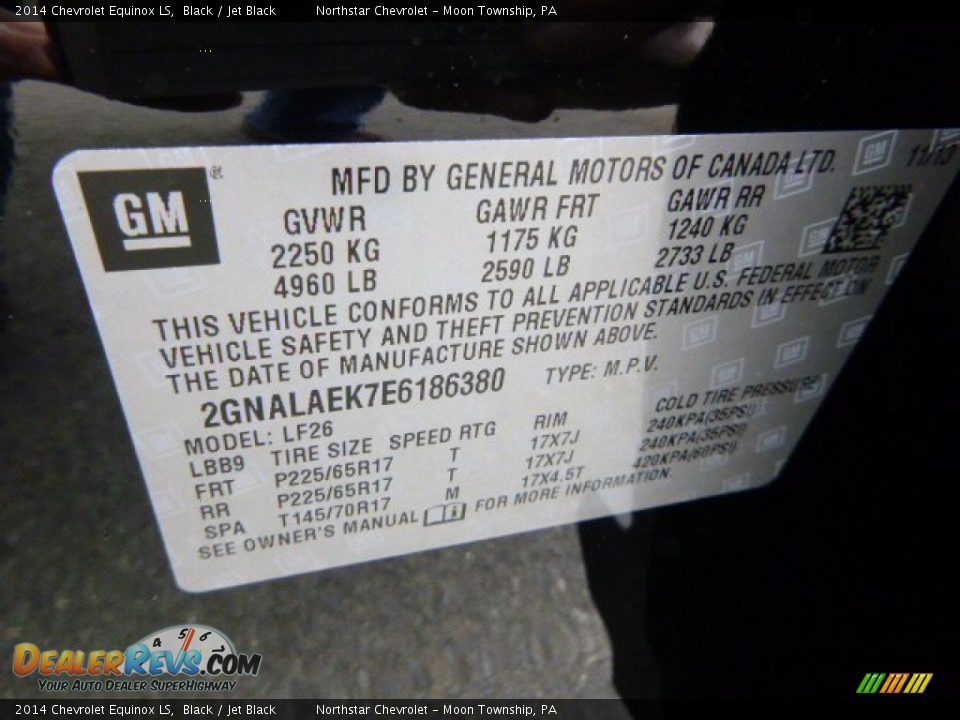 2014 Chevrolet Equinox LS, Black / Jet Black Northstar Chevrolet - Moon Township, PA
GM ®
MFD BY GENERAL MOTORS OF CANADA LTD. 11/13
GVWR GAWR FRT GAWR RR
2250 KG 1175 KG 1240 KG
4960 LB 2590 LB 2733 LB
THIS VEHICLE CONFORMS TO ALL APPLICABLE U.S. FEDERAL MOTOR
VEHICLE SAFETY AND THEFT PREVENTION STANDARDS IN EFFECT ON
THE DATE OF MANUFACTURE SHOWN ABOVE.
2GNALAEK7E6186380 TYPE: M.P.V.
MODEL: LF26
LBB9 TIRE SIZE SPEED RTG RIM COLD TIRE PRESSURE
FRT P225/65R17 T 17X7J 240KPA(35PSI)
RR P225/65R17 T 17X7J 240KPA(35PSI)
SPA T145/70R17 M 17X4.5T 420KPA(60PSI)
SEE OWNER'S MANUAL FOR MORE INFORMATION.
4 5 6
DEALERREVS.COM
YOUR AUTO DEALER SUPERHIGHWAY
2014 Chevrolet Equinox LS, Black / Jet Black Northstar Chevrolet - Moon Township, PA